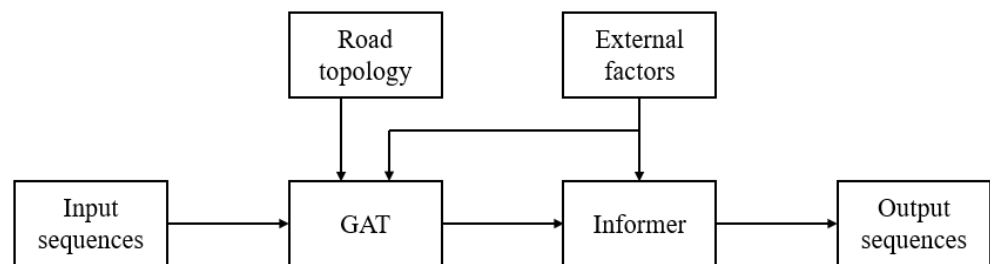 Road
topology
External
factors
Input
sequences
GAT
Informer
Output
sequences